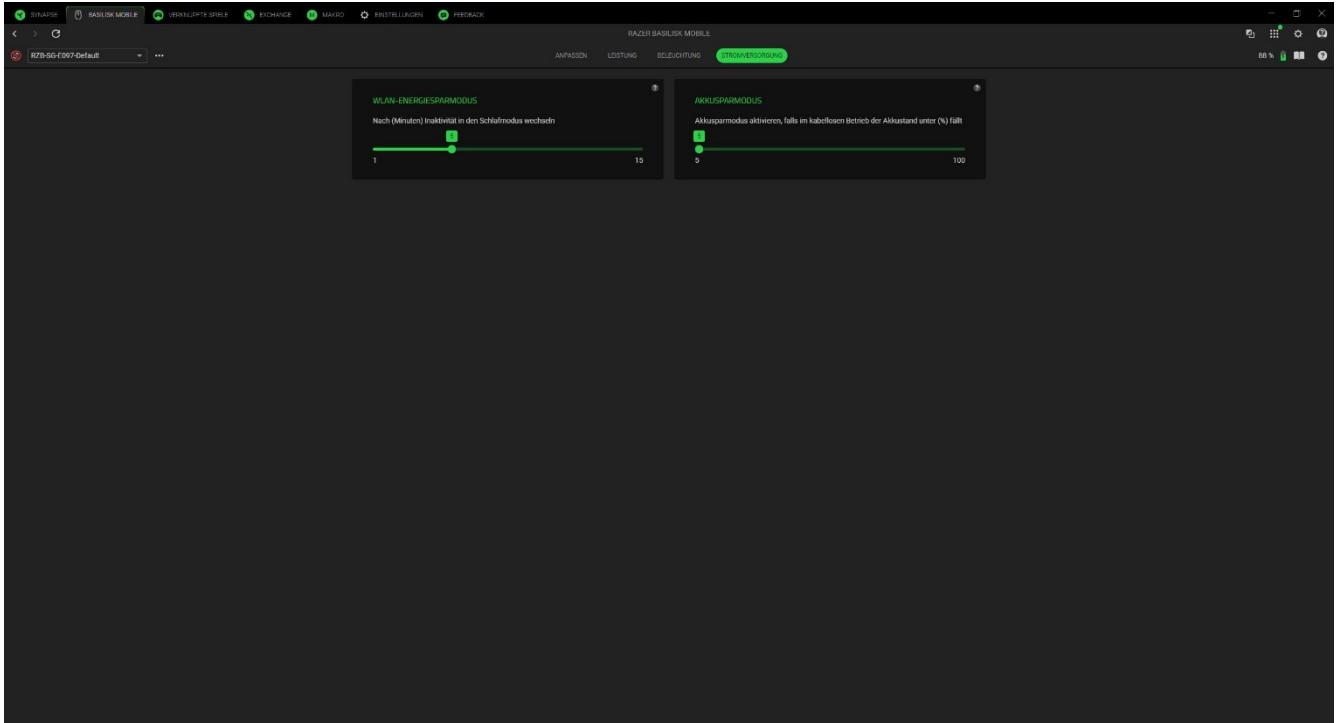 SYNAPSE BASILISK MOBILE VERKNÜPFTE SPIELE EXCHANGE MAKRO EINSTELLUNGEN FEEDBACK
RAZER BASILISK MOBILE
RZB-SG-E097-Default ANPASSEN LEISTUNG BELEUCHTUNG STROMVERSORGUNG 88 %
WLAN-ENERGIESPARMODUS
Nach (Minuten) Inaktivität in den Schlafmodus wechseln
5
1 15
AKKUSPARMODUS
Akkusparmodus aktivieren, falls im kabellosen Betrieb der Akkustand unter (%) fällt
5
5 100